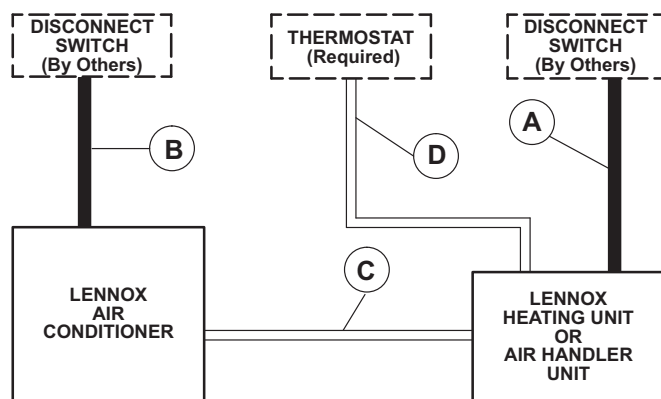 DISCONNECT
SWITCH
(By Others)
THERMOSTAT
(Required)
DISCONNECT
SWITCH
(By Others)
A
B
D
C
LENNOX
AIR
CONDITIONER
LENNOX
HEATING UNIT
OR
AIR HANDLER
UNIT